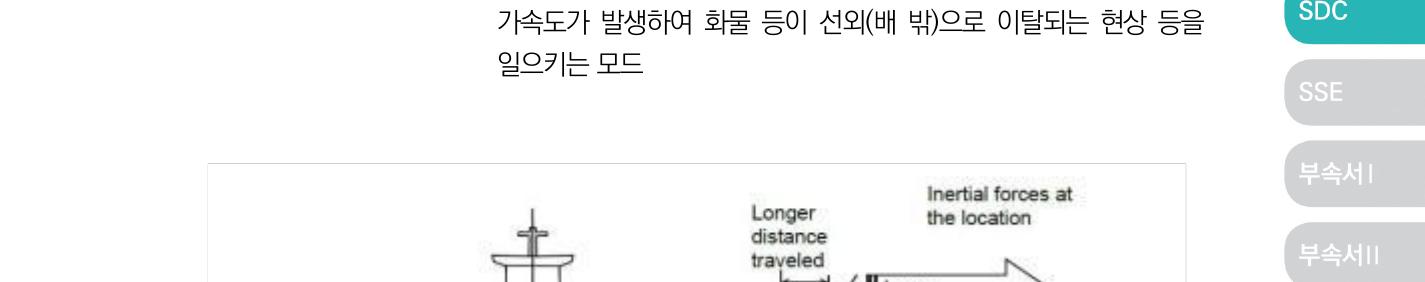 가속도가 발생하여 화물 등이 선외(배 밖)으로 이탈되는 현상 등을
일으키는 모드
SDC
SSE
부속서 I
부속서 II
Longer
distance
traveled
Inertial forces at
the location